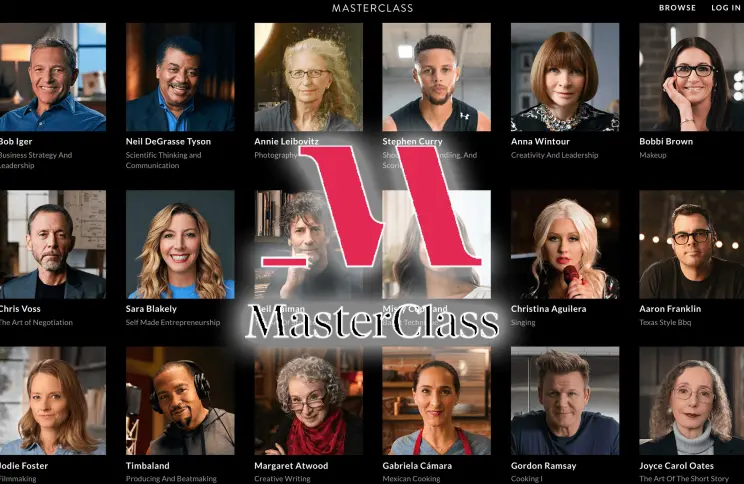 MASTERCLASS
BROWSE
LOG IN
Bob Iger
Neil DeGrasse Tyson
Annie Leibovitz
Stephen Curry
Anna Wintour
Bobbi Brown
Business Strategy And
Leadership
Scientific Thinking and
Communication
Photography
Creativity And Leadership
Makeup
Chris Voss
Sara Blakely
Christina Aguilera
Aaron Franklin
The Art of Negotiation
Self Made Entrepreneurship
Singing
Texas Style Bbq
MasterClass
Jodie Foster
Timbaland
Margaret Atwood
Gabriela Cámara
Gordon Ramsay
Joyce Carol Oates
Filmmaking
Producing And Beatmaking
Creative Writing
Mexican Cooking
Cooking I
The Art Of The Short Story